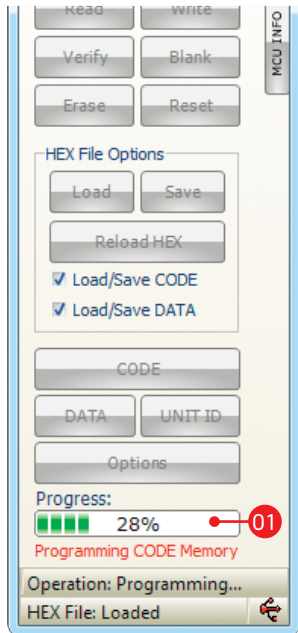 Read Write
MCU INFO
Verify Blank
Erase Reset
HEX File Options
Load Save
Reload HEX
Load/Save CODE
Load/Save DATA
CODE
DATA UNIT ID
Options
Progress:
28%
01
Programming CODE Memory
Operation: Programming...
HEX File: Loaded